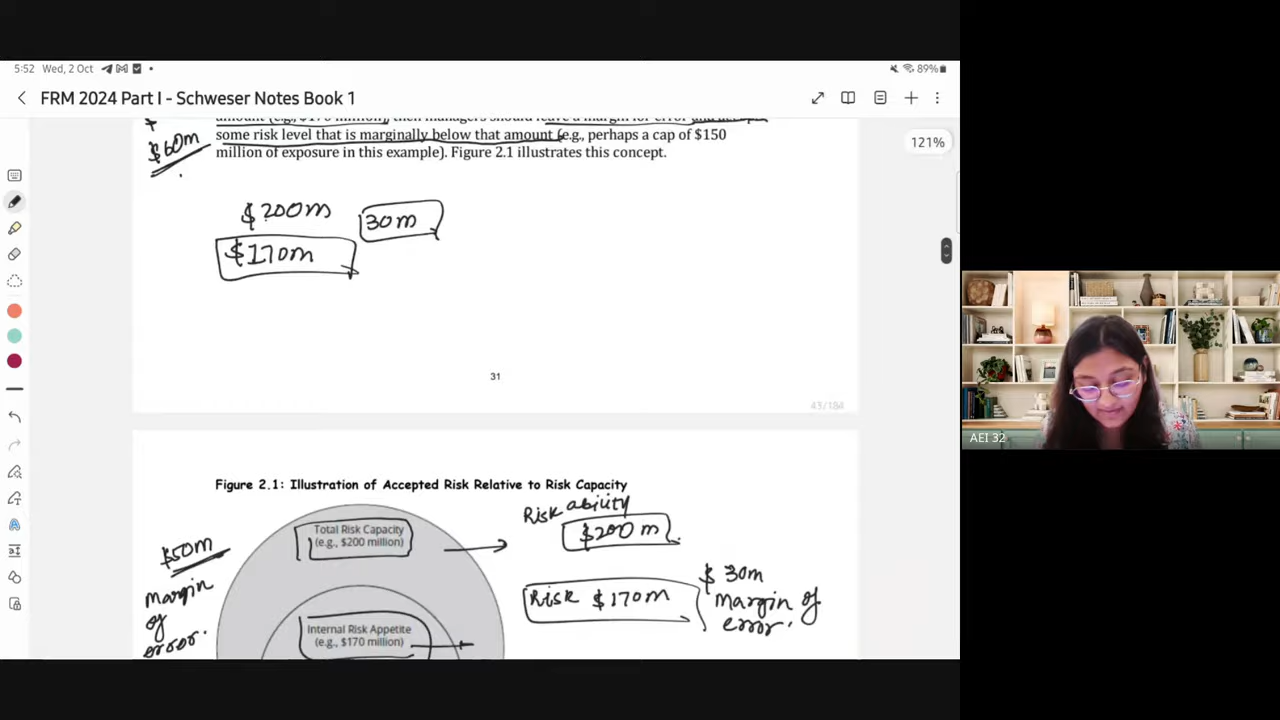 5:52 Wed, 2 Oct
89%
FRM 2024 Part I - Schweser Notes Book 1
121%
some risk level that is marginally below that amount (e.g., perhaps a cap of $150
million of exposure in this example). Figure 2.1 illustrates this concept.
$60m
$200m 30m
$170m
31
43/184
Figure 2.1: Illustration of Accepted Risk Relative to Risk Capacity
Risk ability
$200 m
Total Risk Capacity
(e.g., $200 million)
$50m
margin
of
error.
Risk $170m
$30m
margin of
error.
Internal Risk Appetite
(e.g., $170 million)
AEI 32